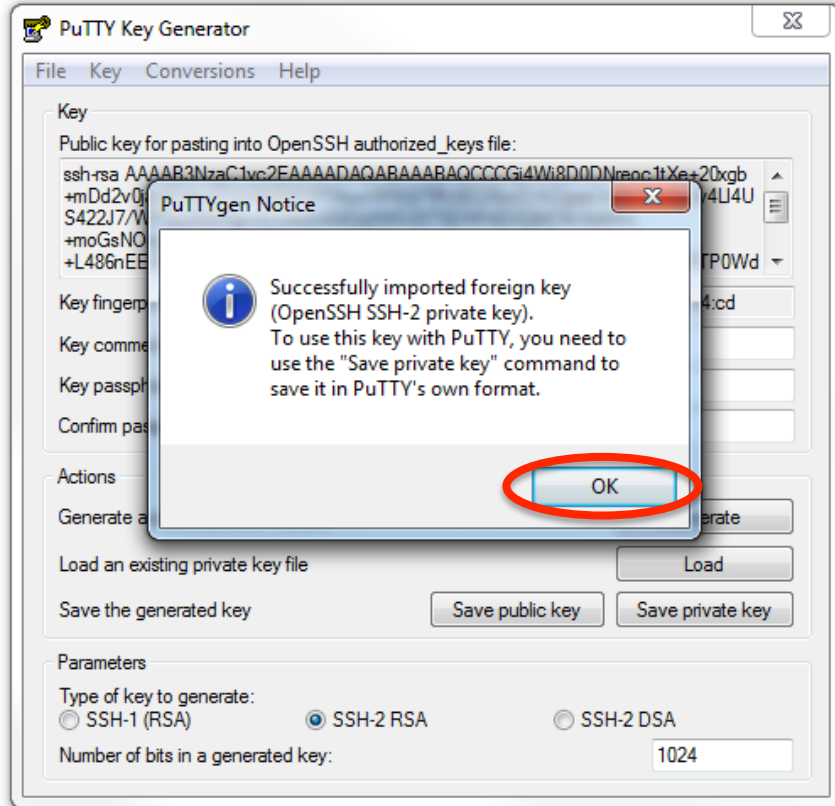 PuTTY Key Generator
File Key Conversions Help
Key
Public key for pasting into OpenSSH authorized_keys file:
ssh-rsa
+mDd2v0j
S422J7/W
+moGsNO
+L486nEE TP0Wd
PuTTYgen Notice
Successfully imported foreign key
(OpenSSH SSH-2 private key).
To use this key with PuTTY, you need to
use the "Save private key" command to
save it in PuTTY's own format.
OK
Key fingerp 4:cd
Key comme
Key passph
Confirm pas
Actions
Generate a erate
Load an existing private key file Load
Save the generated key Save public key Save private key
Parameters
Type of key to generate:
SSH-1 (RSA) SSH-2 RSA SSH-2 DSA
Number of bits in a generated key: 1024